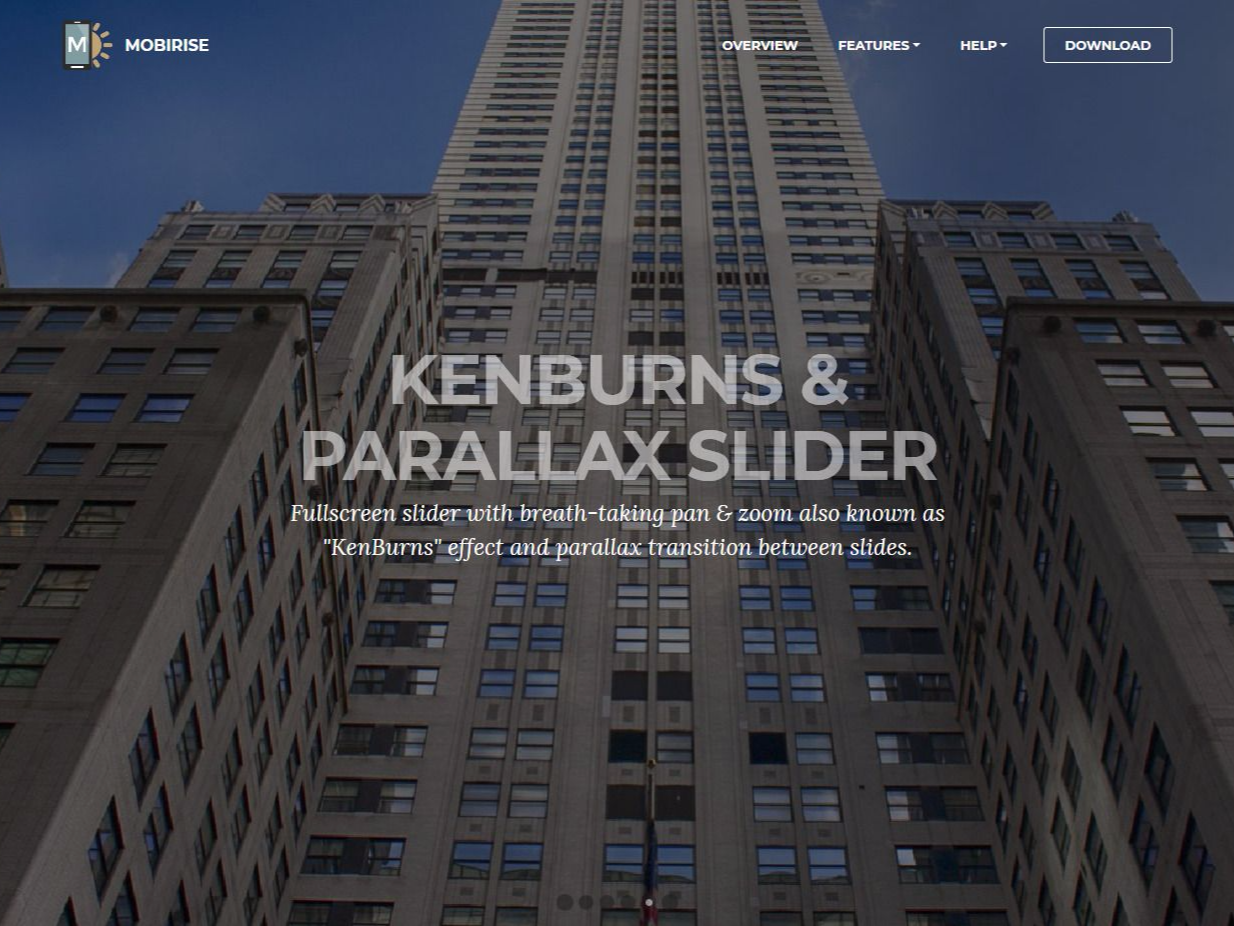 M
MOBIRISE
OVERVIEW
FEATURES
HELP
DOWNLOAD
KENBURNS &
PARALLAX SLIDER
Fullscreen slider with breath-taking pan & zoom also known as
"KenBurns" effect and parallax transition between slides.